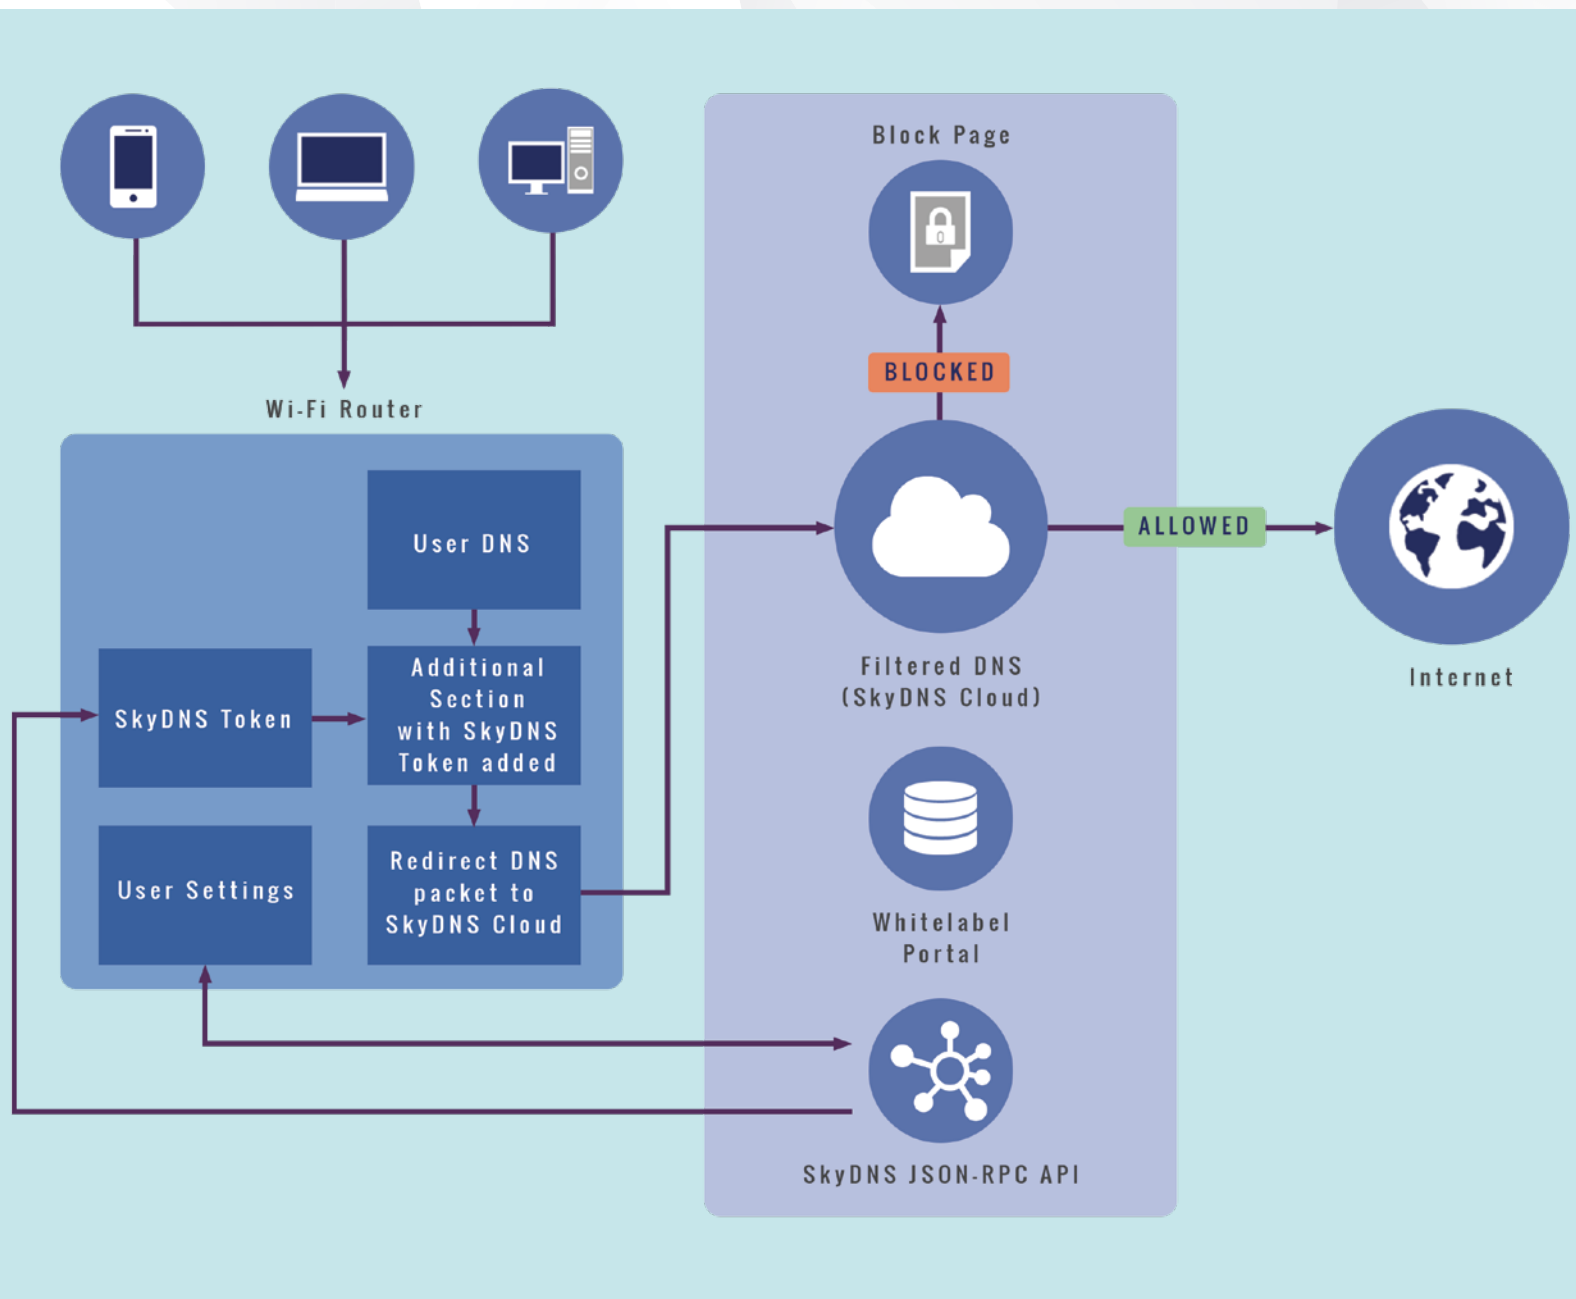 Block Page
BLOCKED
Wi-Fi Router
User DNS
ALLOWED
Additional
Section
with SkyDNS
Token added
SkyDNS Token
Filtered DNS
(SkyDNS Cloud)
Internet
User Settings
Redirect DNS
packet to
SkyDNS Cloud
Whitelabel
Portal
SkyDNS JSON-RPC API